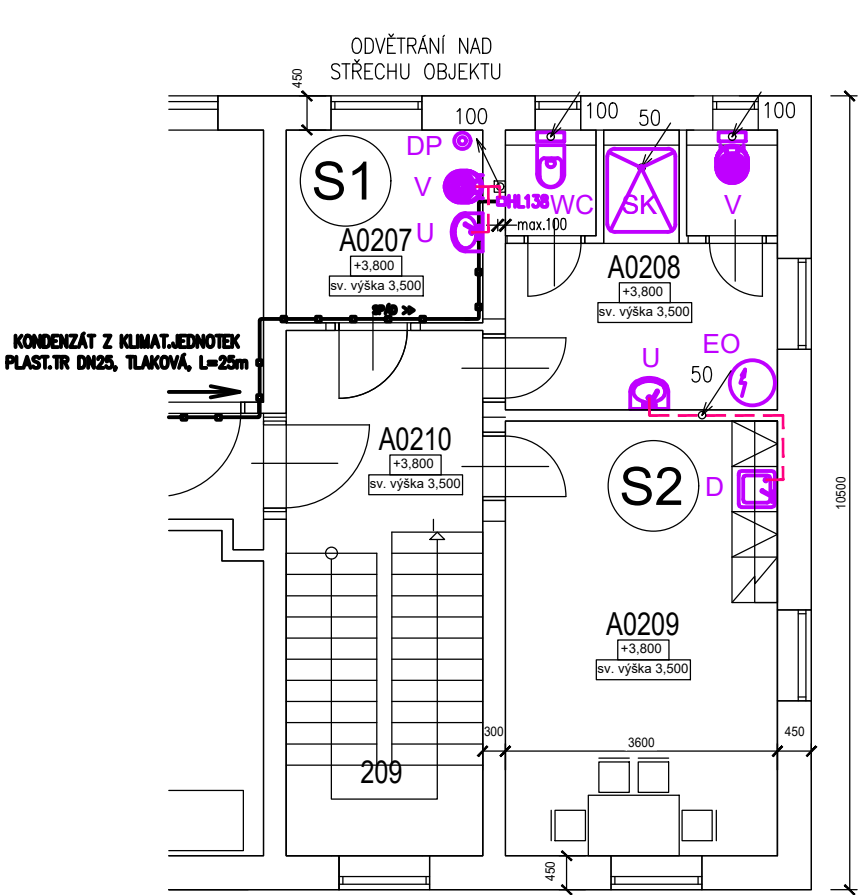 ODVĚTRÁNÍ NAD
STŘECHU OBJEKTU
450
100
100
50
100
DP
S1
V
HL138
WC
SK
V
U
max.100
A0207
+3,800
sv. výška 3,500
A0208
+3,800
sv. výška 3,500
SPÁD >>
KONDENZÁT Z KLIMAT.JEDNOTEK
PLAST.TR DN25, TLAKOVÁ, L=25m
U
EO
50
A0210
+3,800
sv. výška 3,500
S2
D
10500
A0209
+3,800
sv. výška 3,500
300
3600
450
209
450